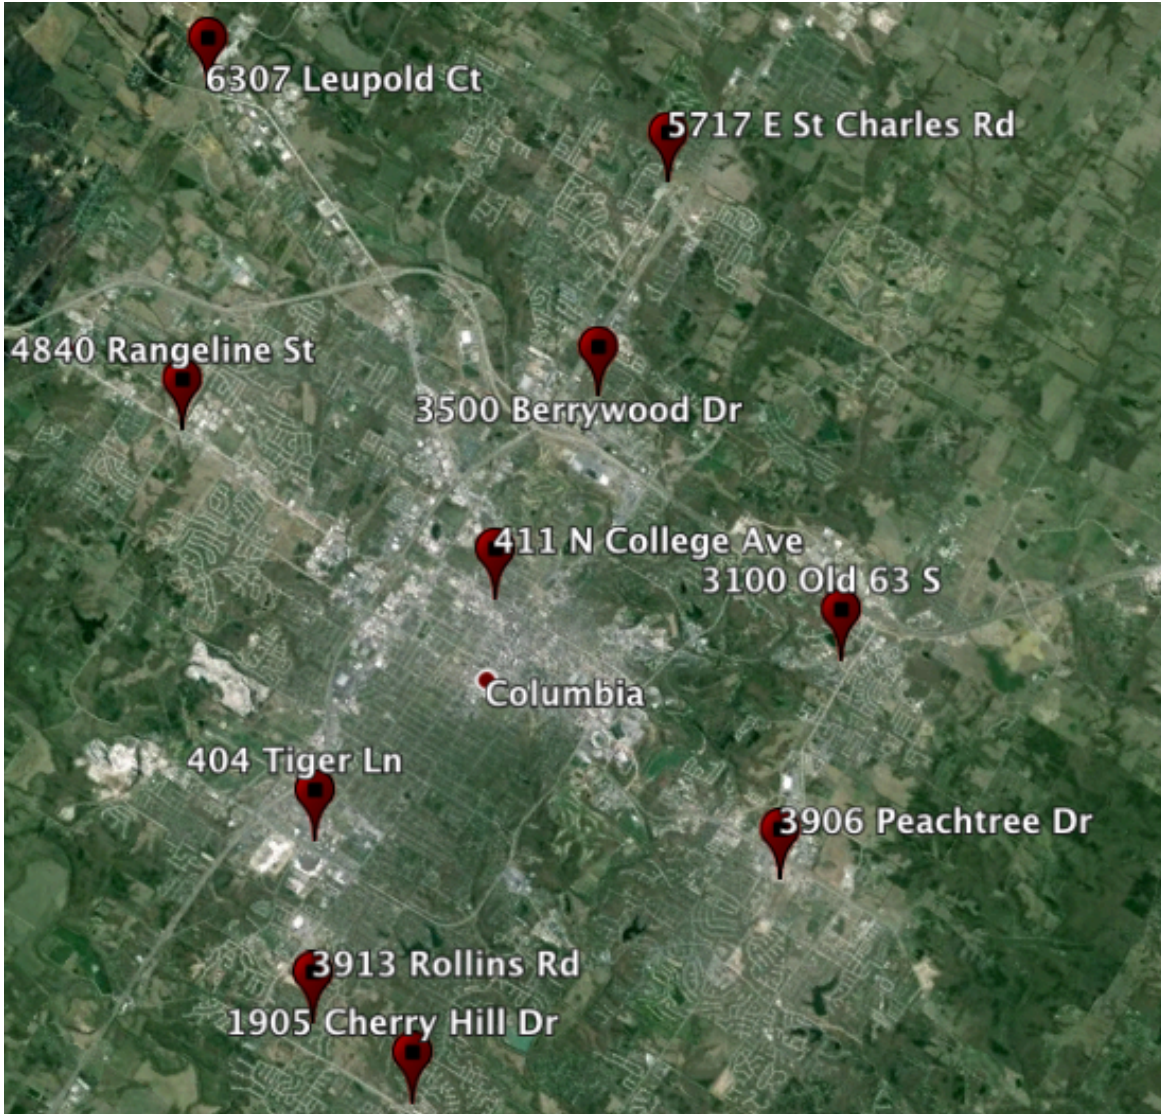 6307 Leupold Ct
5717 E St Charles Rd
4840 Rangeline St
3500 Berrywood Dr
411 N College Ave
3100 Old 63 S
Columbia
404 Tiger Ln
3906 Peachtree Dr
3913 Rollins Rd
1905 Cherry Hill Dr